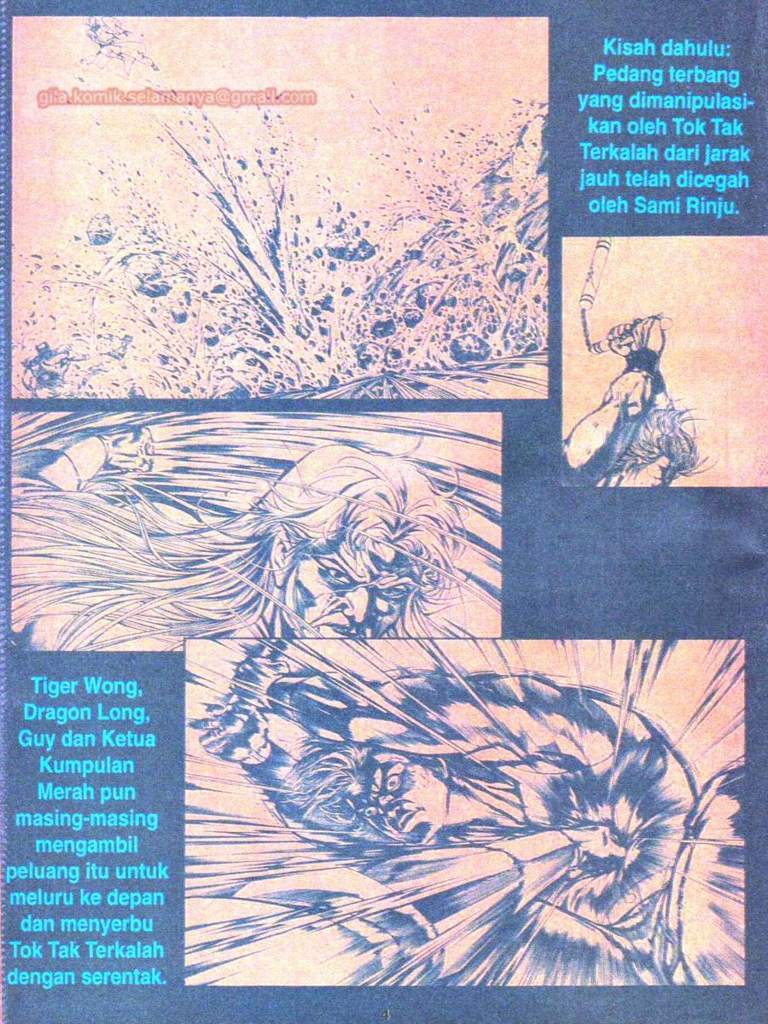 gila.komik.selamanya@gmail.com
Kisah dahulu:
Pedang terbang
yang dimanipulasi-
kan oleh Tok Tak
Terkalah dari jarak
jauh telah dicegah
oleh Sami Rinju.
Tiger Wong,
Dragon Long,
Guy dan Ketua
Kumpulan
Merah pun
masing-masing
mengambil
peluang itu untuk
meluru ke depan
dan menyerbu
Tok Tak Terkalah
dengan serentak.
4